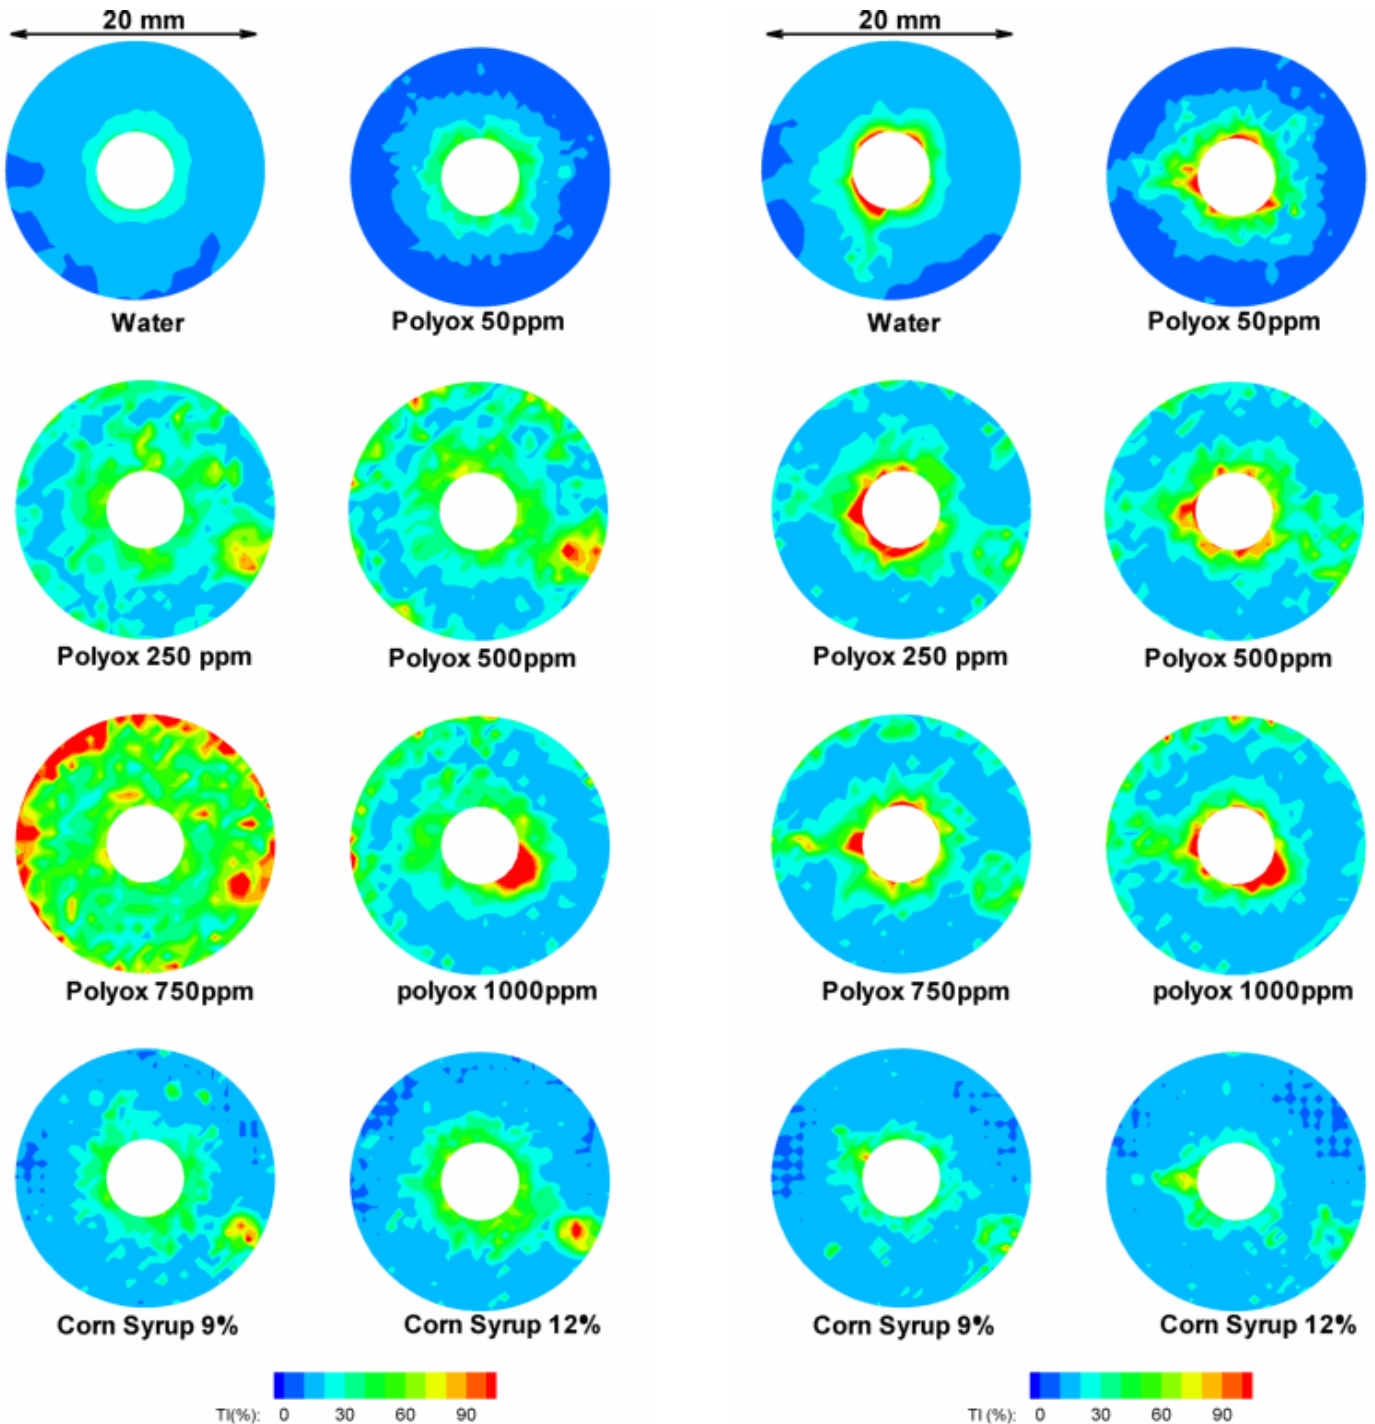 20 mm 20 mm
Water Polyox 50ppm Water Polyox 50ppm
Polyox 250 ppm Polyox 500ppm Polyox 250 ppm Polyox 500ppm
Polyox 750ppm polyox 1000ppm Polyox 750ppm polyox 1000ppm
Corn Syrup 9% Corn Syrup 12% Corn Syrup 9% Corn Syrup 12%
TI(%): 0 30 60 90 TI (%): 0 30 60 90